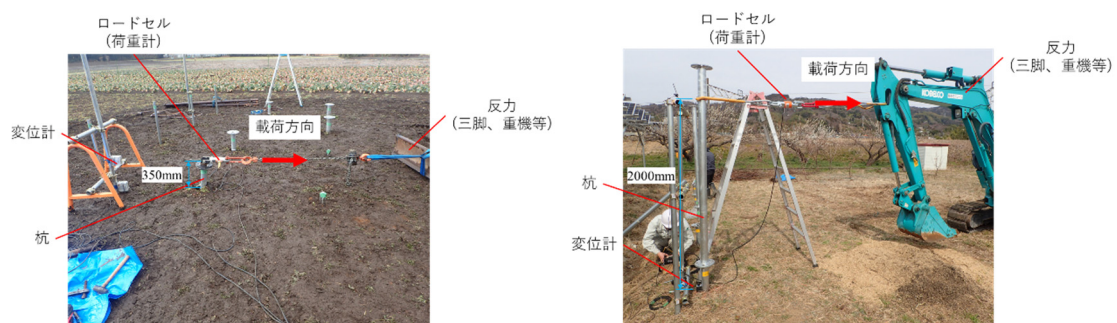 ロードセル
(荷重計)
載荷方向
反力
(三脚、重機等)
変位計
350mm
杭
ロードセル
(荷重計)
載荷方向
反力
(三脚、重機等)
KOBELCO
2000mm
杭
変位計